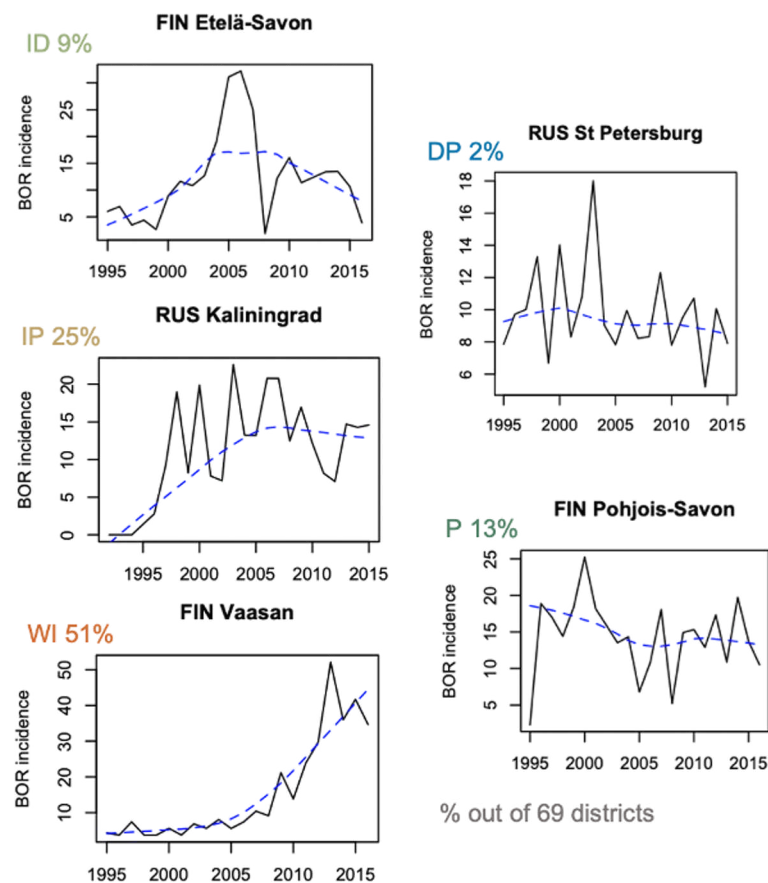 FIN Etelä-Savon
ID 9%
BOR incidence
25
15
5
1995 2000 2005 2010 2015
RUS St Petersburg
DP 2%
BOR incidence
18
16
14
12
10
8
6
1995 2000 2005 2010 2015
RUS Kaliningrad
IP 25%
BOR incidence
20
15
10
5
0
1995 2000 2005 2010 2015
FIN Pohjois-Savon
P 13%
BOR incidence
25
20
15
10
5
1995 2000 2005 2010 2015
FIN Vaasan
WI 51%
BOR incidence
50
40
30
20
10
1995 2000 2005 2010 2015
% out of 69 districts